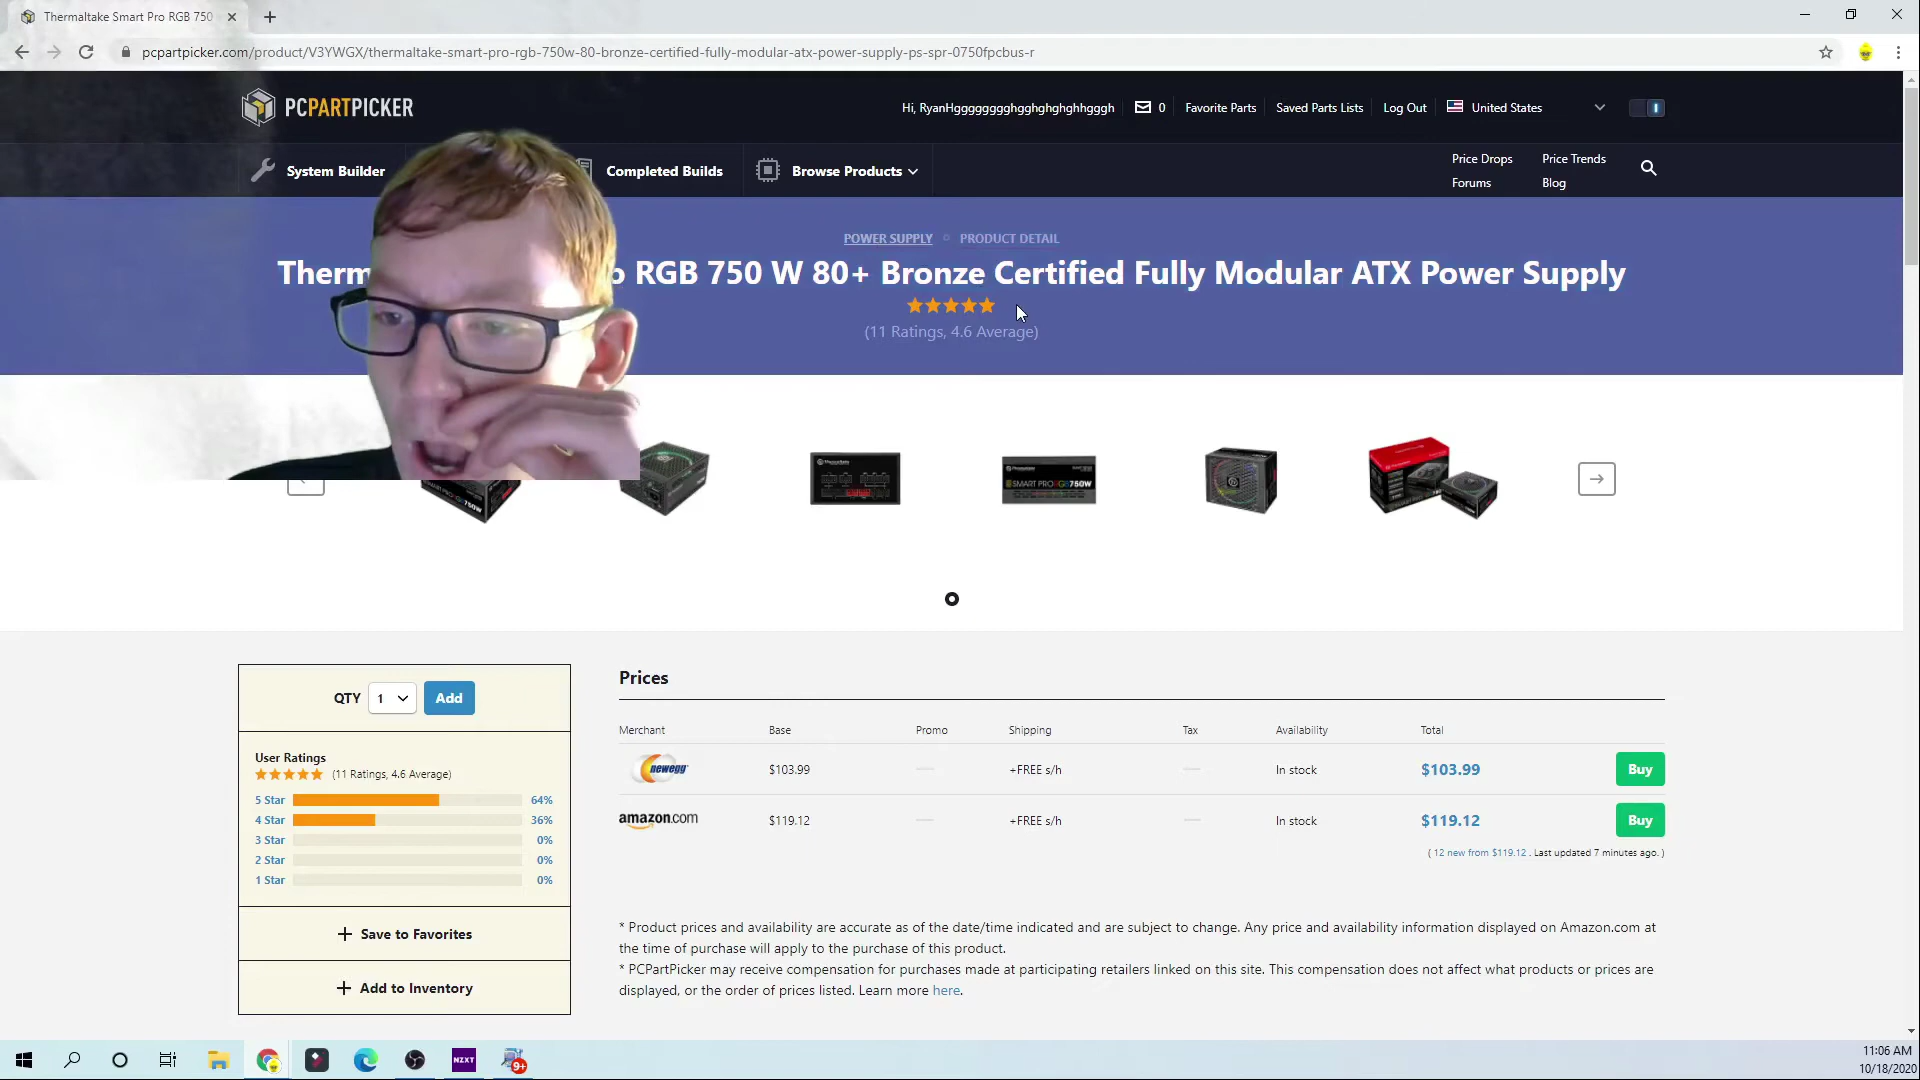 Thermaltake Smart Pro RGB 750
pcpartpicker.com/product/V3YWGX/thermaltake-smart-pro-rgb-750w-80-bronze-certified-fully-modular-atx-power-supply-ps-spr-0750fpcbus-r
PCPARTPICKER
Hi, RyanHggggggggghgghghghghhgggh
0
Favorite Parts
Saved Parts Lists
Log Out
United States
System Builder
Completed Builds
Browse Products
Price Drops
Price Trends
Forums
Blog
POWER SUPPLY
PRODUCT DETAIL
RGB 750 W 80+ Bronze Certified Fully Modular ATX Power Supply
(11 Ratings, 4.6 Average)
SMART PRO RGB 750W
QTY 1 Add
User Ratings
(11 Ratings, 4.6 Average)
5 Star 64%
4 Star 36%
3 Star 0%
2 Star 0%
1 Star 0%
+ Save to Favorites
+ Add to Inventory
Prices
Merchant Base Promo Shipping Tax Availability Total
newegg $103.99 — +FREE s/h — In stock $103.99 Buy
amazon.com $119.12 — +FREE s/h — In stock $119.12 Buy
( 12 new from $119.12 . Last updated 7 minutes ago. )
* Product prices and availability are accurate as of the date/time indicated and are subject to change. Any price and availability information displayed on Amazon.com at
the time of purchase will apply to the purchase of this product.
* PCPartPicker may receive compensation for purchases made at participating retailers linked on this site. This compensation does not affect what products or prices are
displayed, or the order of prices listed. Learn more here.
NZXT
9+
11:06 AM
10/18/2020